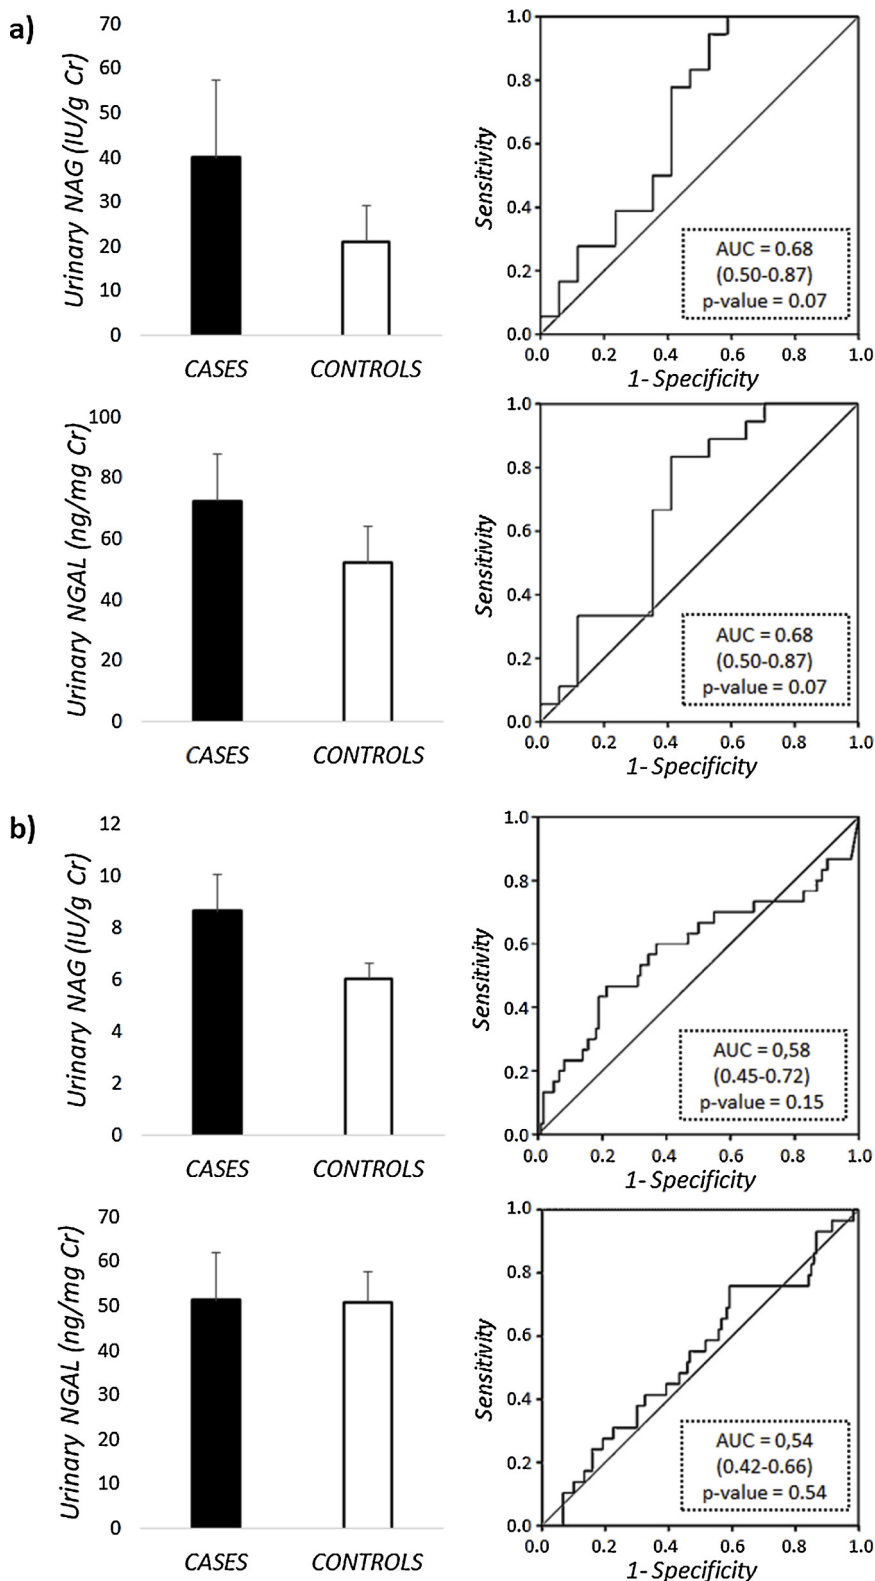 a)
Urinary NAG (IU/g Cr)
70
60
50
40
30
20
10
0
CASES CONTROLS
Sensitivity
1.0
0.8
0.6
0.4
0.2
0.0
AUC = 0.68
(0.50-0.87)
p-value = 0.07
0.0 0.2 0.4 0.6 0.8 1.0
1- Specificity
Urinary NGAL (ng/mg Cr)
100
80
60
40
20
0
CASES CONTROLS
Sensitivity
1.0
0.8
0.6
0.4
0.2
0.0
AUC = 0.68
(0.50-0.87)
p-value = 0.07
0.0 0.2 0.4 0.6 0.8 1.0
1- Specificity
b)
Urinary NAG (IU/g Cr)
12
10
8
6
4
2
0
CASES CONTROLS
Sensitivity
1.0
0.8
0.6
0.4
0.2
0.0
AUC = 0,58
(0.45-0.72)
p-value = 0.15
0.0 0.2 0.4 0.6 0.8 1.0
1- Specificity
Urinary NGAL (ng/mg Cr)
70
60
50
40
30
20
10
0
CASES CONTROLS
Sensitivity
1.0
0.8
0.6
0.4
0.2
0.0
AUC = 0,54
(0.42-0.66)
p-value = 0.54
0.0 0.2 0.4 0.6 0.8 1.0
1- Specificity